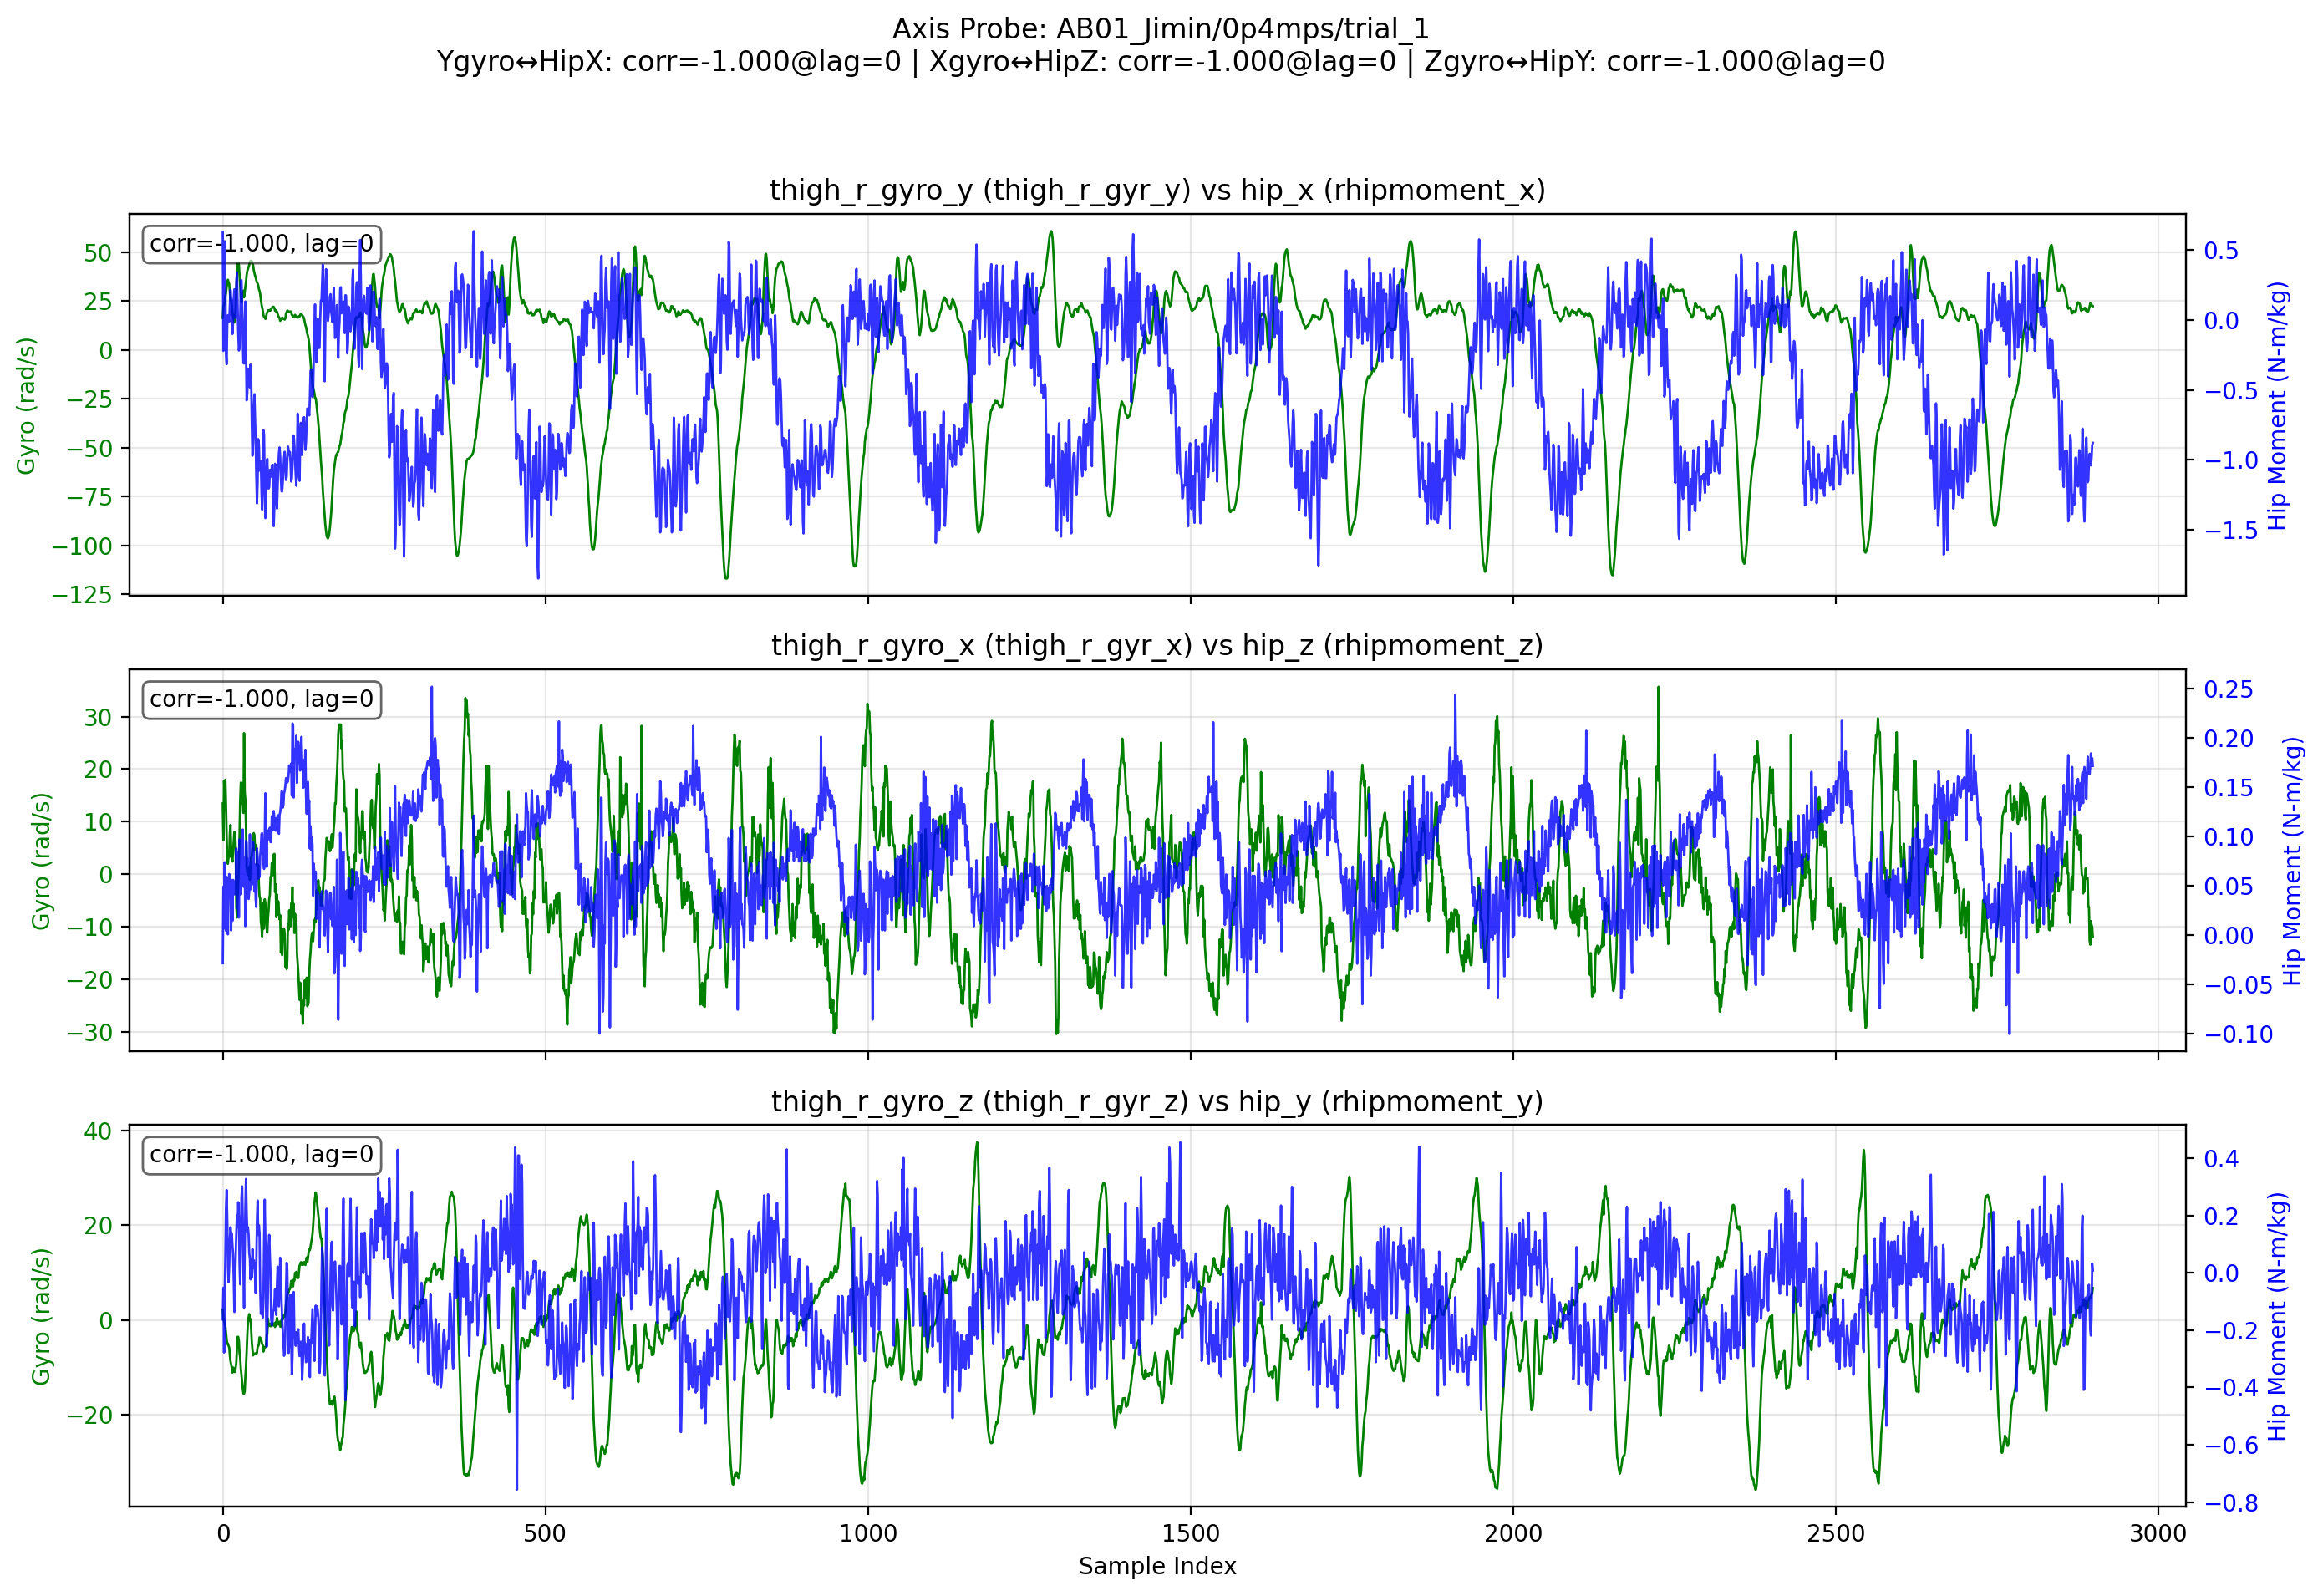 Axis Probe: AB01_Jimin/0p4mps/trial_1
Ygyro↔HipX: corr=-1.000@lag=0 | Xgyro↔HipZ: corr=-1.000@lag=0 | Zgyro↔HipY: corr=-1.000@lag=0
thigh_r_gyro_y (thigh_r_gyr_y) vs hip_x (rhipmoment_x)
corr=-1.000, lag=0
Gyro (rad/s)
50
25
0
−25
−50
−75
−100
−125
0.5
0.0
−0.5
−1.0
−1.5
Hip Moment (N-m/kg)
thigh_r_gyro_x (thigh_r_gyr_x) vs hip_z (rhipmoment_z)
corr=-1.000, lag=0
Gyro (rad/s)
30
20
10
0
−10
−20
−30
0.25
0.20
0.15
0.10
0.05
0.00
−0.05
−0.10
Hip Moment (N-m/kg)
thigh_r_gyro_z (thigh_r_gyr_z) vs hip_y (rhipmoment_y)
corr=-1.000, lag=0
Gyro (rad/s)
40
20
0
−20
0.4
0.2
0.0
−0.2
−0.4
−0.6
−0.8
Hip Moment (N-m/kg)
0 500 1000 1500 2000 2500 3000
Sample Index